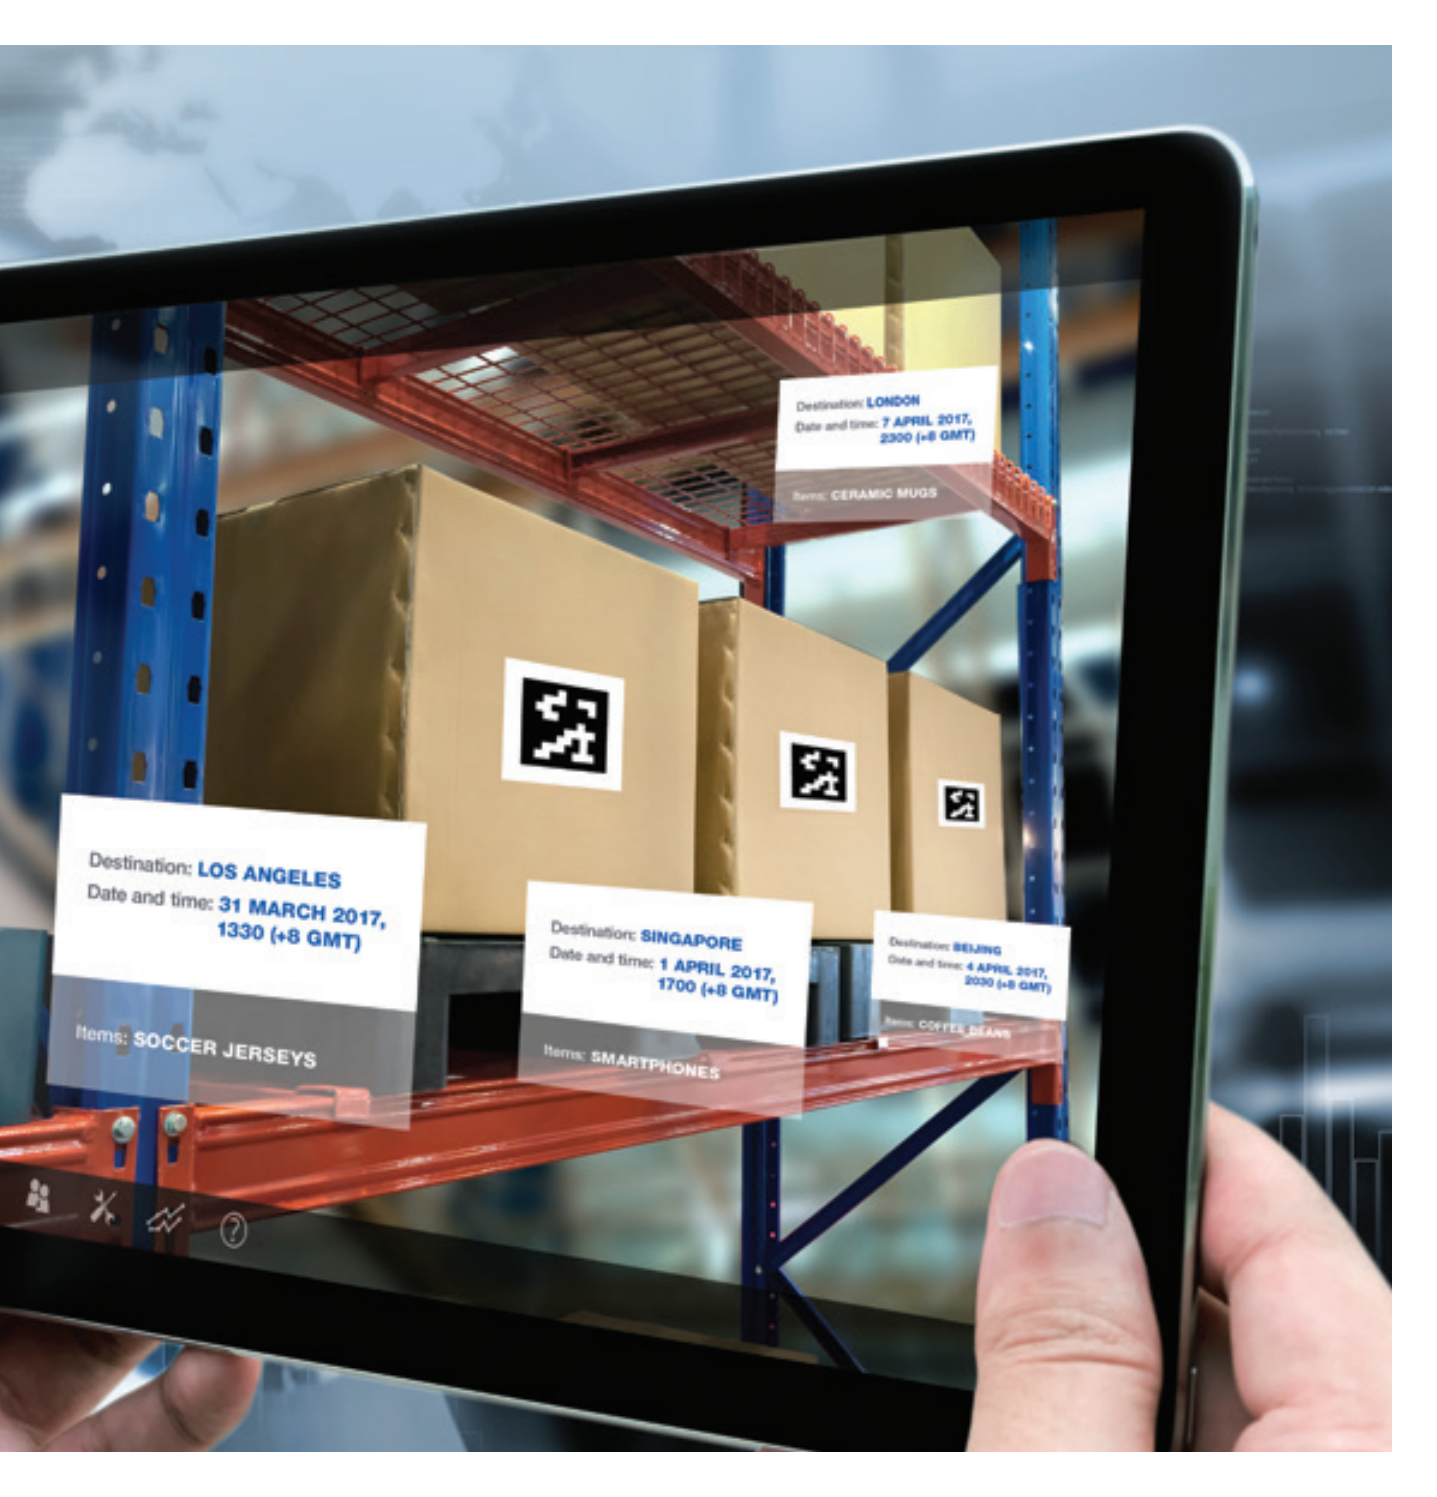 Destination: LONDON
Date and time: 7 APRIL 2017,
2300 (+8 GMT)
Items: CERAMIC MUGS
Destination: LOS ANGELES
Date and time: 31 MARCH 2017,
1330 (+8 GMT)
Items: SOCCER JERSEYS
Destination: SINGAPORE
Date and time: 1 APRIL 2017,
1700 (+8 GMT)
Items: SMARTPHONES
Destination: BEIJING
Date and time: 4 APRIL 2017,
2030 (+8 GMT)
Items: COFFEE BEANS
?